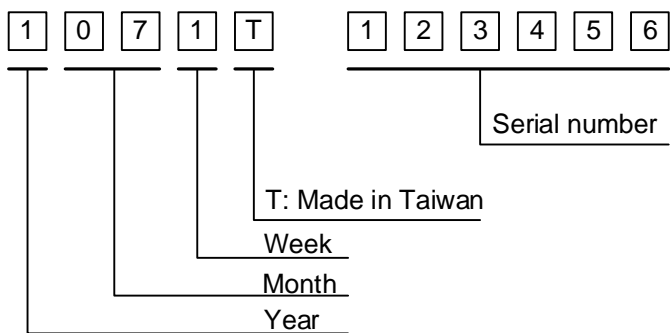 1 0 7 1 T 1 2 3 4 5 6
Serial number
T: Made in Taiwan
Week
Month
Year